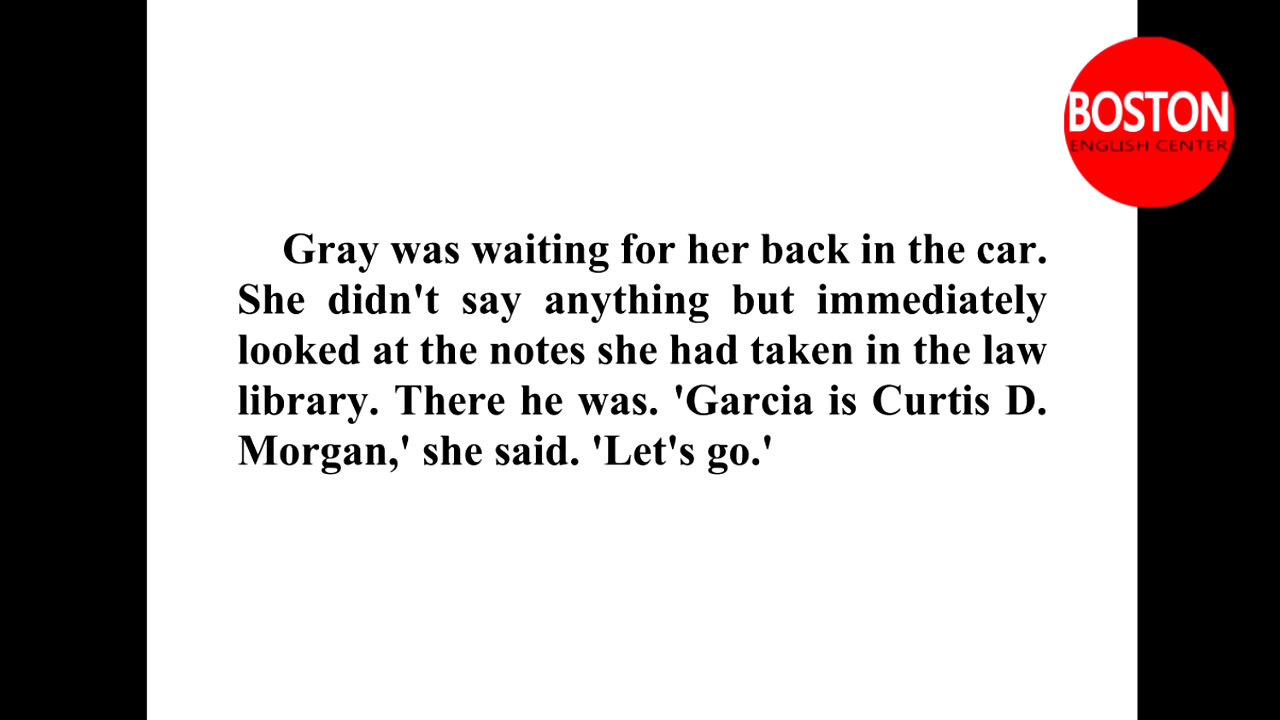 BOSTON
ENGLISH CENTER
Gray was waiting for her back in the car.
She didn't say anything but immediately
looked at the notes she had taken in the law
library. There he was. 'Garcia is Curtis D.
Morgan,' she said. 'Let's go.'